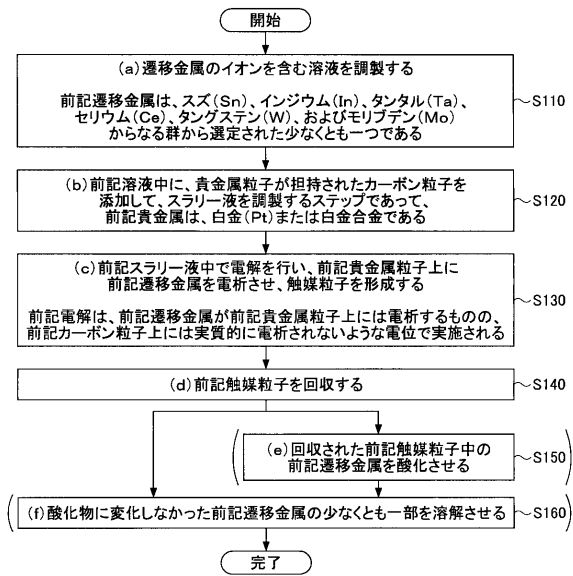 開始
(a)遷移金属のイオンを含む溶液を調製する
前記遷移金属は、スズ(Sn)、インジウム(In)、タンタル(Ta)、
セリウム(Ce)、タングステン(W)、およびモリブデン(Mo)
からなる群から選定された少なくとも一つである
S110
(b)前記溶液中に、貴金属粒子が担持されたカーボン粒子を
添加して、スラリー液を調製するステップであって、
前記貴金属は、白金(Pt)または白金合金である
S120
(c)前記スラリー液中で電解を行い、前記貴金属粒子上に
前記遷移金属を電析させ、触媒粒子を形成する
前記電解は、前記遷移金属が前記貴金属粒子上には電析するものの、
前記カーボン粒子上には実質的に電析されないような電位で実施される
S130
(d)前記触媒粒子を回収する
S140
(e)回収された前記触媒粒子中の
前記遷移金属を酸化させる
S150
(f)酸化物に変化しなかった前記遷移金属の少なくとも一部を溶解させる
S160
完了